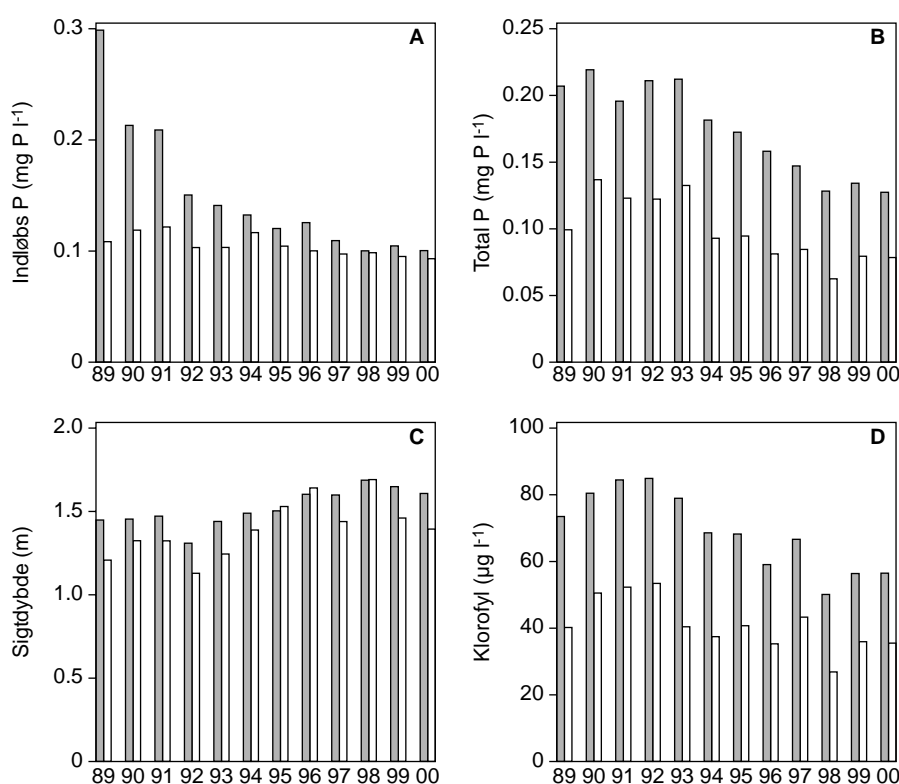 A
Indløbs P (mg P l-1)
0.3
0.2
0.1
0
89 90 91 92 93 94 95 96 97 98 99 00
B
Total P (mg P l-1)
0.25
0.20
0.15
0.10
0.05
0
89 90 91 92 93 94 95 96 97 98 99 00
C
Sigtdybde (m)
2.0
1.5
1.0
0.5
0
89 90 91 92 93 94 95 96 97 98 99 00
D
Klorofyl (µg l-1)
100
80
60
40
20
0
89 90 91 92 93 94 95 96 97 98 99 00